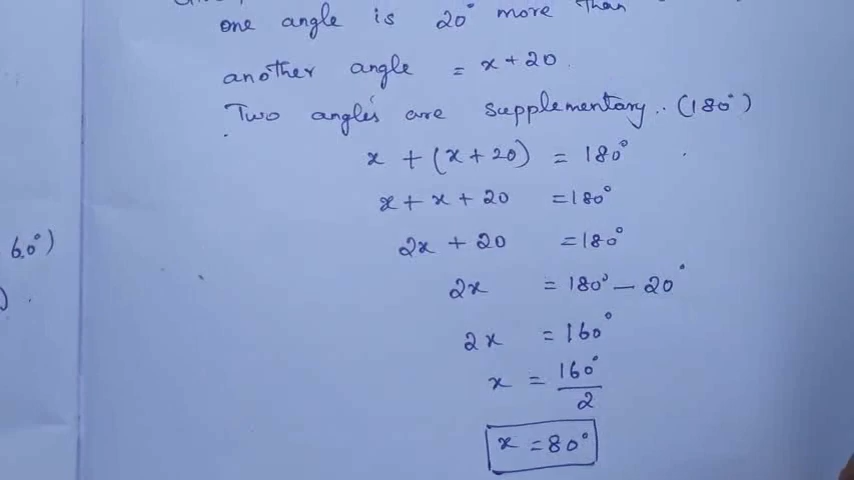 one angle is 20° more than
another angle = x + 20.
Two angles are supplementary.. (180°)
x + (x + 20) = 180°
x + x + 20 = 180°
2x + 20 = 180°
60°)
2x = 180° — 20°
)
2x = 160°
x = 160°/2
x = 80°